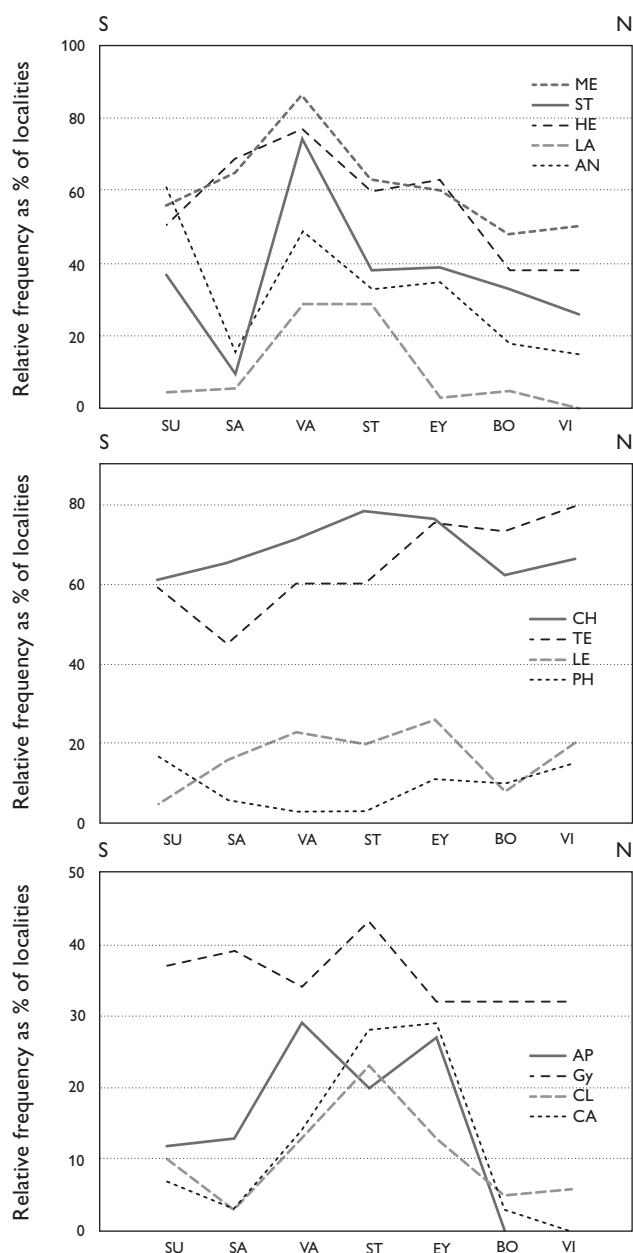 S N
Relative frequency as % of localities
100
80
60
40
20
0
ME
ST
HE
LA
AN
SU SA VA ST EY BO VI
S N
Relative frequency as % of localities
80
60
40
20
0
CH
TE
LE
PH
SU SA VA ST EY BO VI
S N
Relative frequency as % of localities
50
40
30
20
10
0
AP
Gy
CL
CA
SU SA VA ST EY BO VI